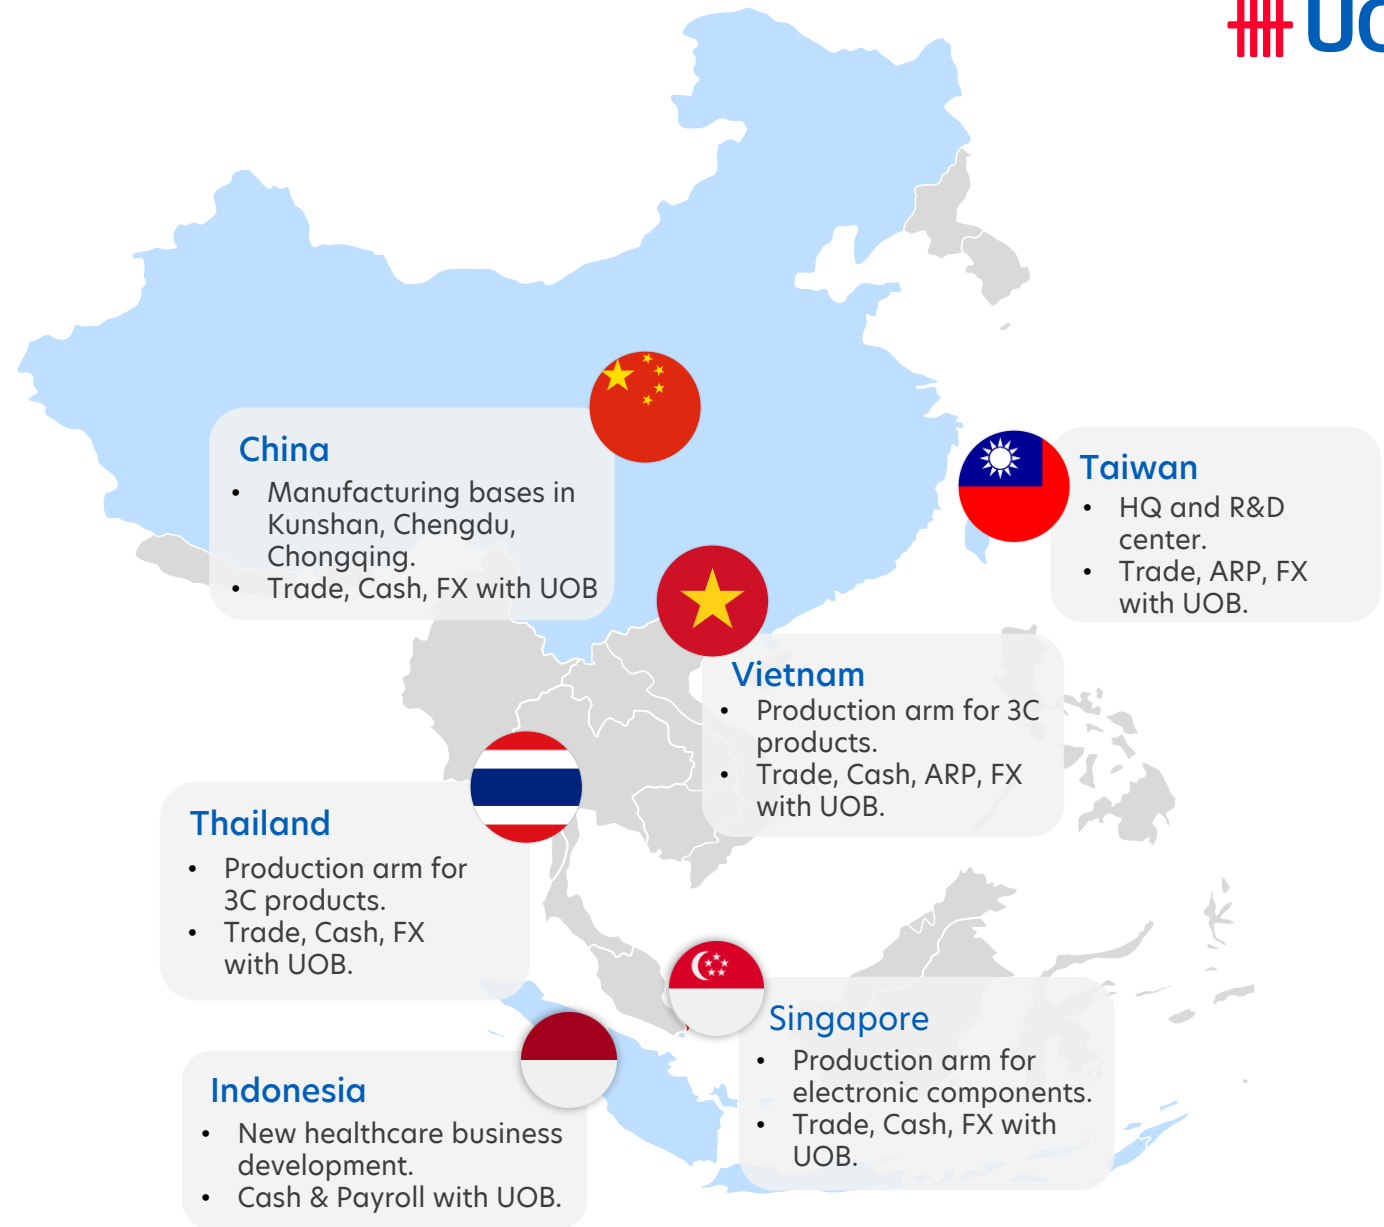 China
• Manufacturing bases in
Kunshan, Chengdu,
Chongqing.
• Trade, Cash, FX with UOB
Taiwan
• HQ and R&D
center.
• Trade, ARP, FX
with UOB.
Vietnam
• Production arm for 3C
products.
• Trade, Cash, ARP, FX
with UOB.
Thailand
• Production arm for
3C products.
• Trade, Cash, FX
with UOB.
Singapore
• Production arm for
electronic components.
• Trade, Cash, FX with
UOB.
Indonesia
• New healthcare business
development.
• Cash & Payroll with UOB.